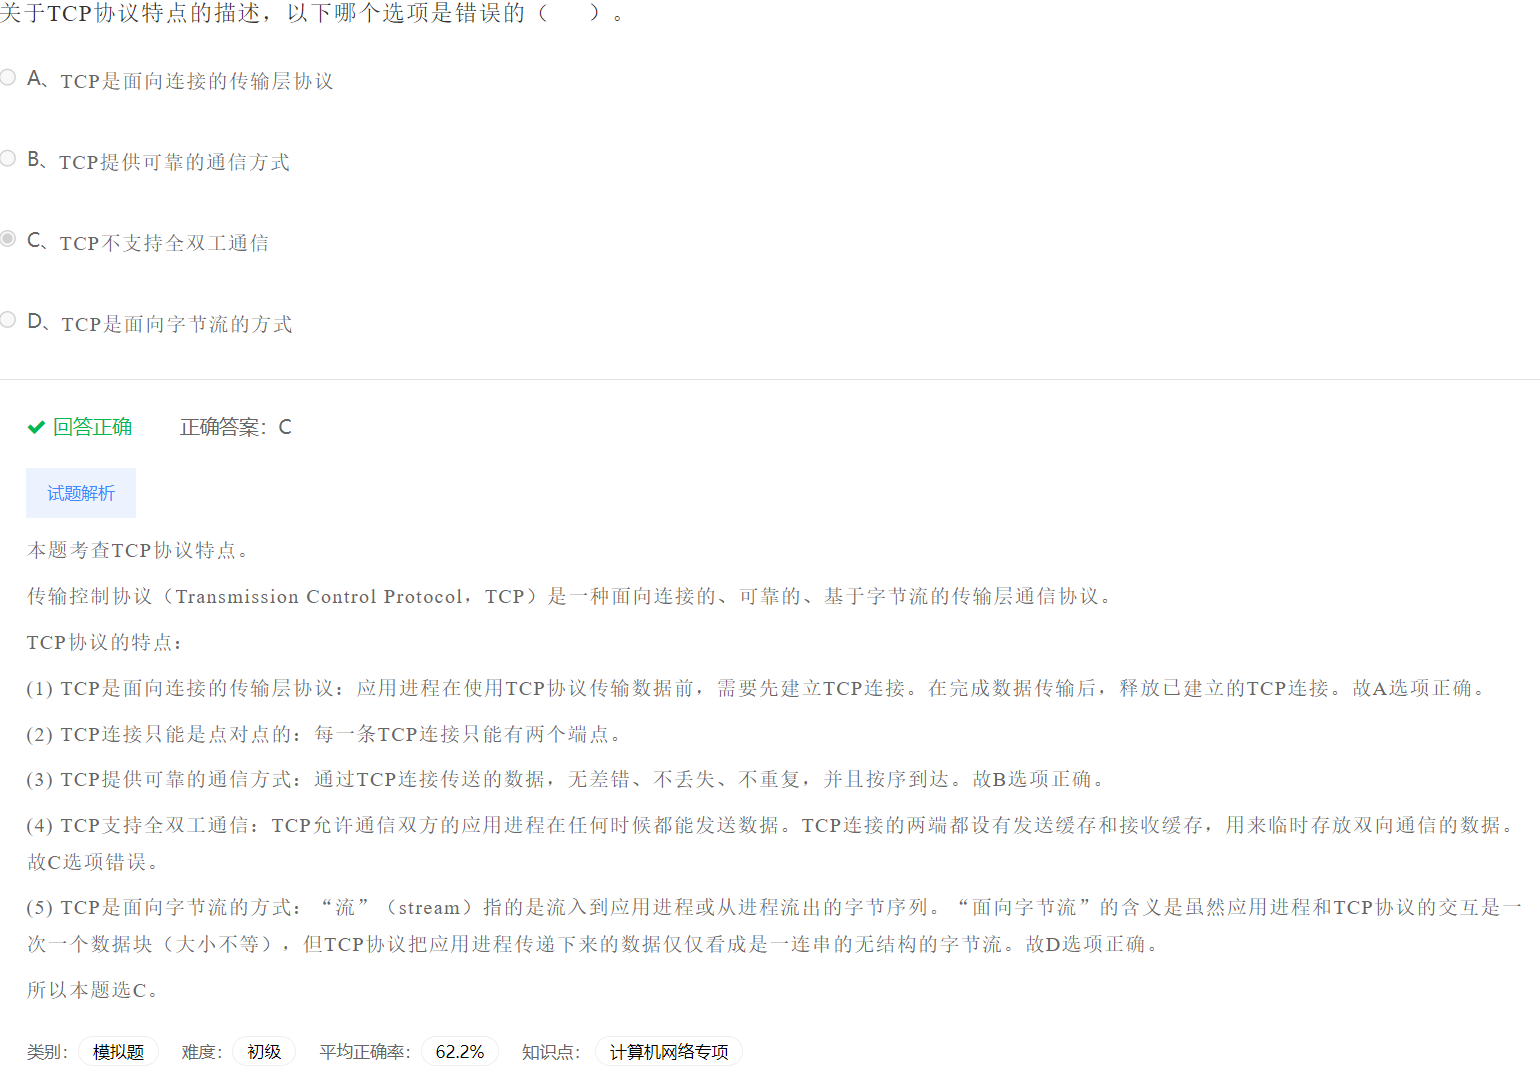 关于TCP协议特点的描述，以下哪个选项是错误的（　　）。
A、TCP是面向连接的传输层协议
B、TCP提供可靠的通信方式
C、TCP不支持全双工通信
D、TCP是面向字节流的方式
回答正确 正确答案：C
试题解析
本题考查TCP协议特点。
传输控制协议（Transmission Control Protocol，TCP）是一种面向连接的、可靠的、基于字节流的传输层通信协议。
TCP协议的特点：
(1) TCP是面向连接的传输层协议：应用进程在使用TCP协议传输数据前，需要先建立TCP连接。在完成数据传输后，释放已建立的TCP连接。故A选项正确。
(2) TCP连接只能是点对点的：每一条TCP连接只能有两个端点。
(3) TCP提供可靠的通信方式：通过TCP连接传送的数据，无差错、不丢失、不重复，并且按序到达。故B选项正确。
(4) TCP支持全双工通信：TCP允许通信双方的应用进程在任何时候都能发送数据。TCP连接的两端都设有发送缓存和接收缓存，用来临时存放双向通信的数据。
故C选项错误。
(5) TCP是面向字节流的方式：“流”（stream）指的是流入到应用进程或从进程流出的字节序列。“面向字节流”的含义是虽然应用进程和TCP协议的交互是一
次一个数据块（大小不等），但TCP协议把应用进程传递下来的数据仅仅看成是一连串的无结构的字节流。故D选项正确。
所以本题选C。
类别： 模拟题 难度： 初级 平均正确率： 62.2% 知识点： 计算机网络专项